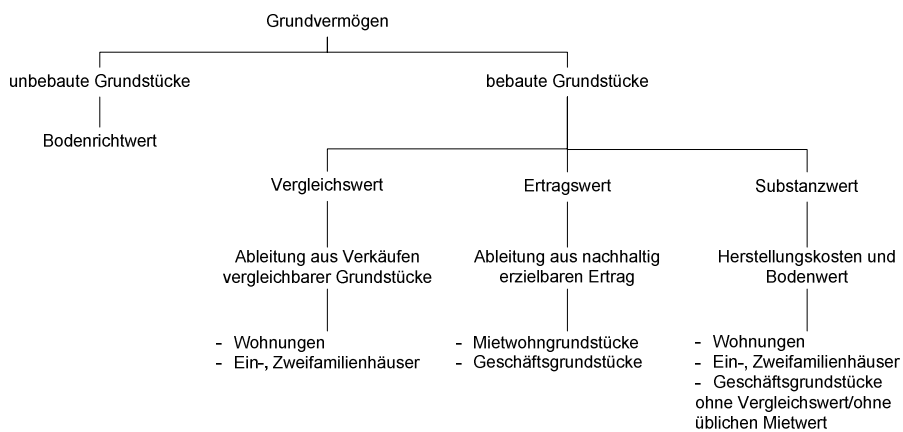 Grundvermögen
unbebaute Grundstücke
bebaute Grundstücke
Bodenrichtwert
Vergleichswert
Ertragswert
Substanzwert
Ableitung aus Verkäufen
vergleichbarer Grundstücke
Ableitung aus nachhaltig
erzielbaren Ertrag
Herstellungskosten und
Bodenwert
- Wohnungen
- Ein-, Zweifamilienhäuser
- Mietwohngrundstücke
- Geschäftsgrundstücke
- Wohnungen
- Ein-, Zweifamilienhäuser
- Geschäftsgrundstücke
ohne Vergleichswert/ohne
üblichen Mietwert